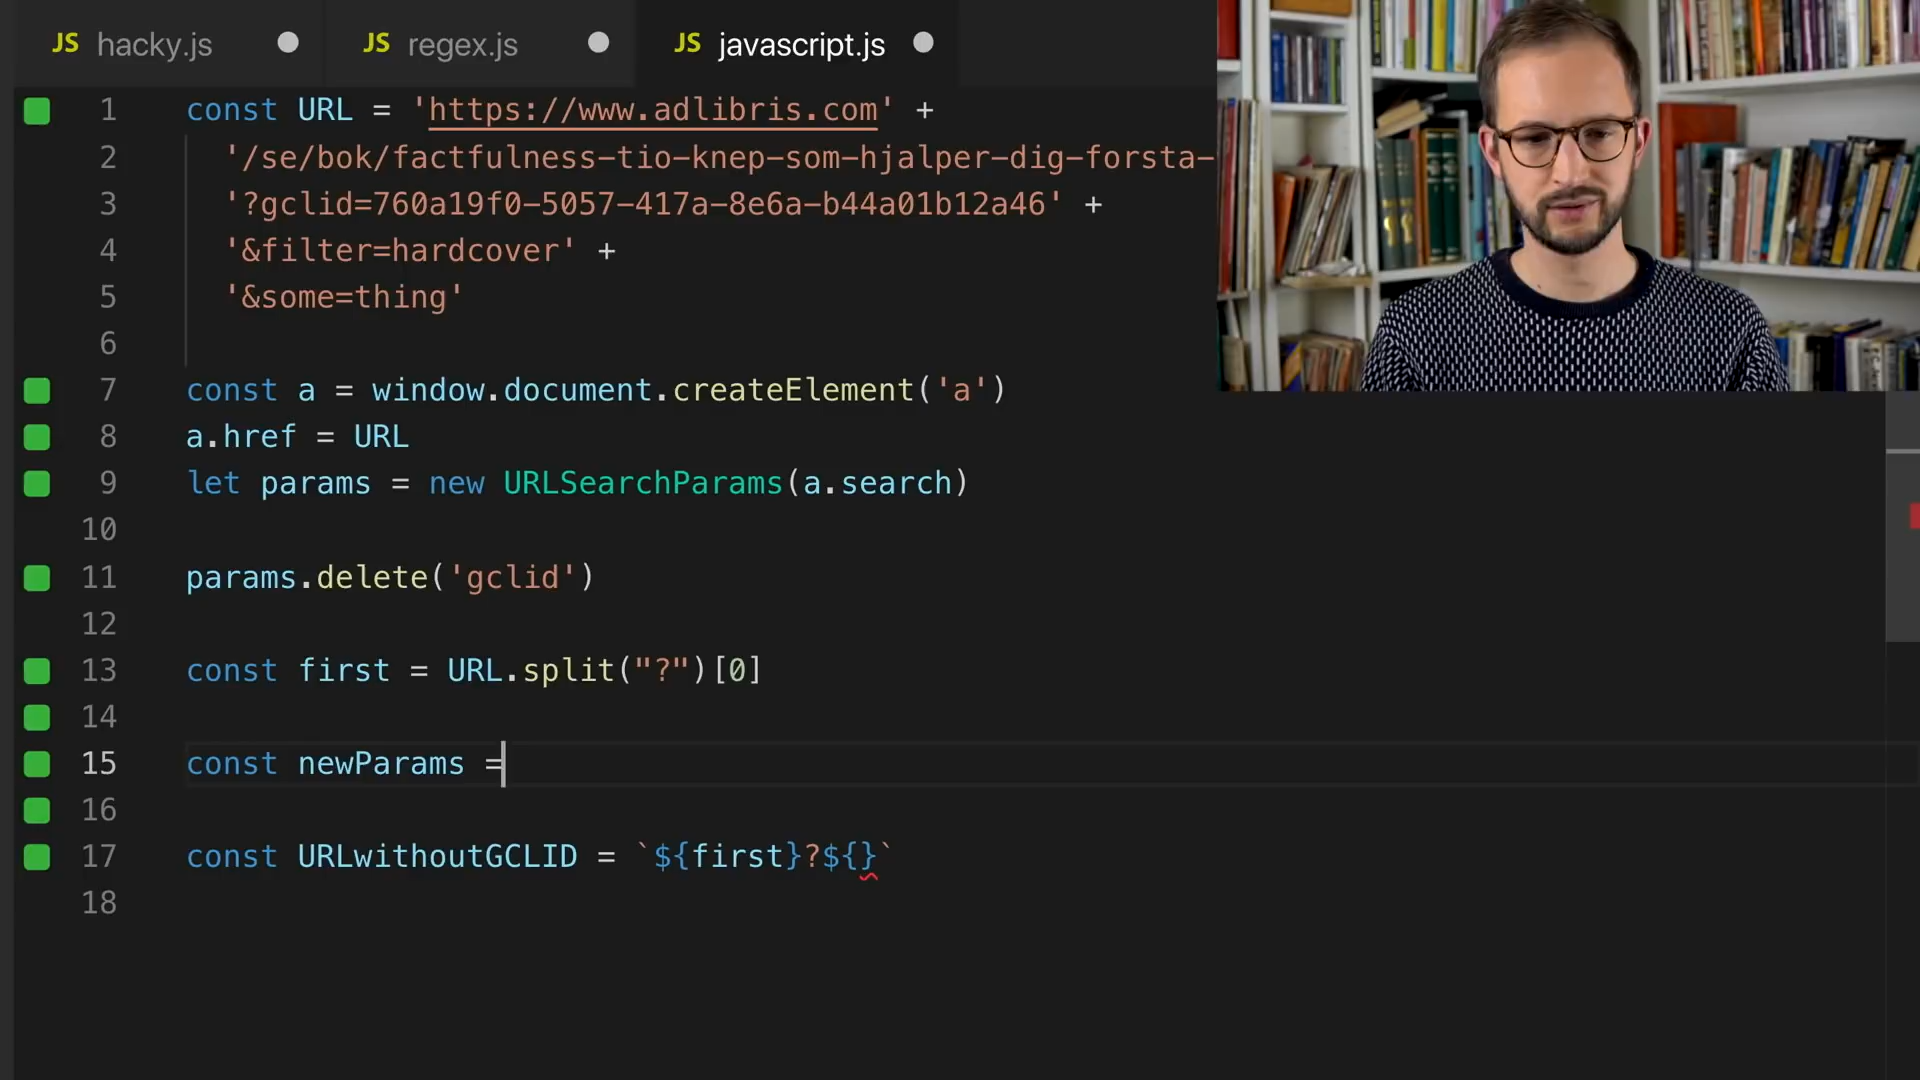 JS hacky.js
JS regex.js
JS javascript.js
1 const URL = 'https://www.adlibris.com' +
2 '/se/bok/factfulness-tio-knep-som-hjalper-dig-forsta-
3 '?gclid=760a19f0-5057-417a-8e6a-b44a01b12a46' +
4 '&filter=hardcover' +
5 '&some=thing'
6
7 const a = window.document.createElement('a')
8 a.href = URL
9 let params = new URLSearchParams(a.search)
10
11 params.delete('gclid')
12
13 const first = URL.split("?")[0]
14
15 const newParams =
16
17 const URLwithoutGCLID = `${first}?${}`
18